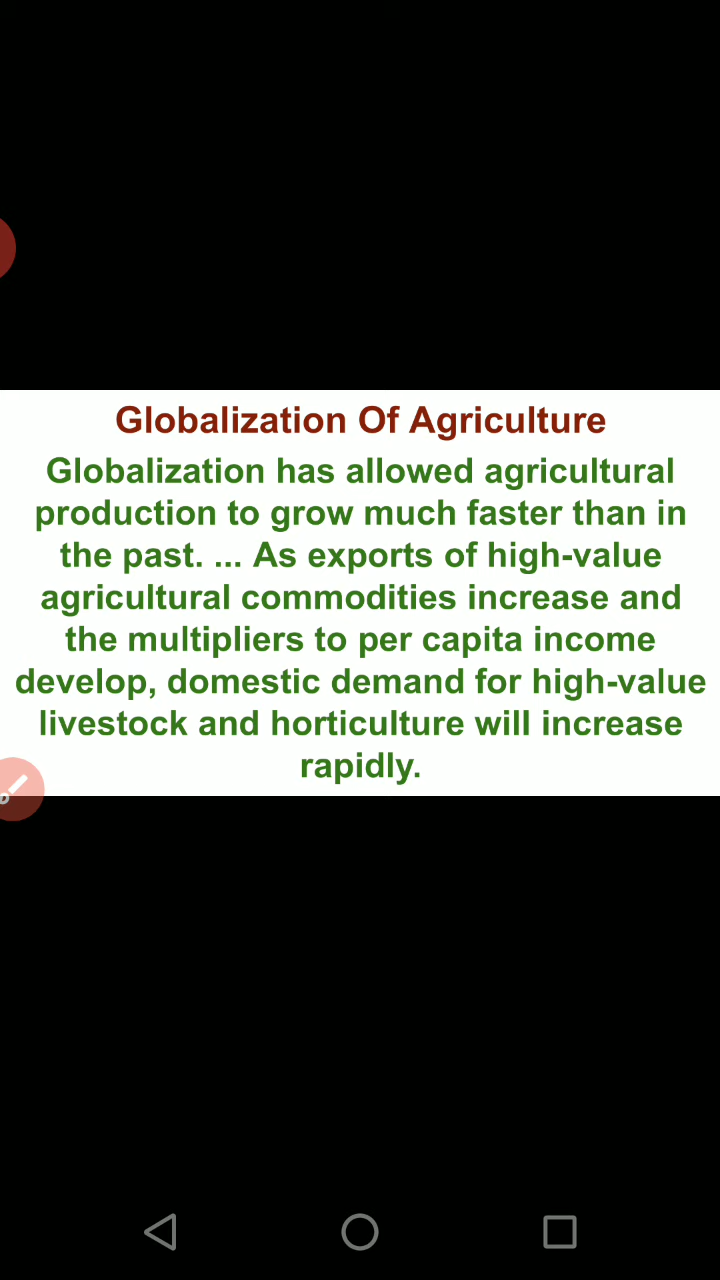 Globalization Of Agriculture
Globalization has allowed agricultural
production to grow much faster than in
the past. ... As exports of high-value
agricultural commodities increase and
the multipliers to per capita income
develop, domestic demand for high-value
livestock and horticulture will increase
rapidly.